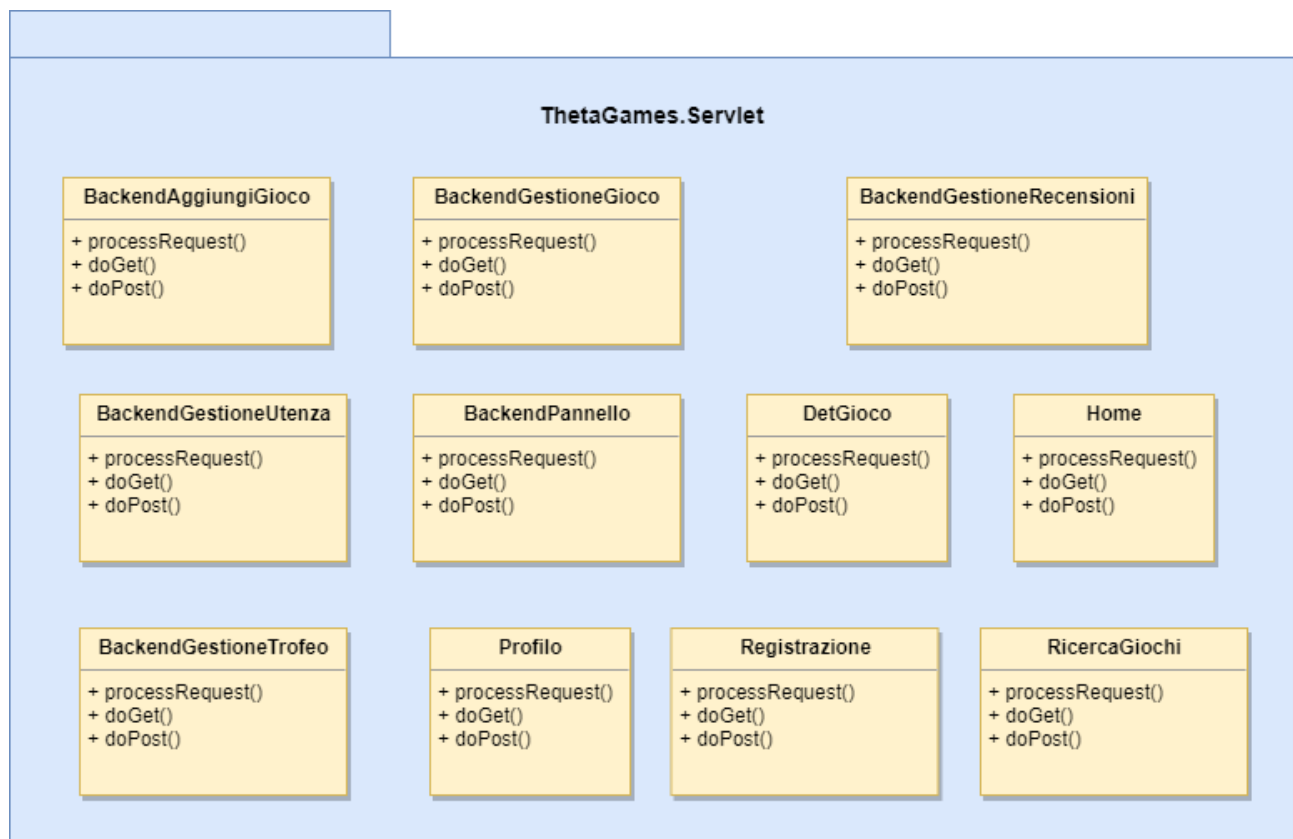 ThetaGames.Servlet
BackendAggiungiGioco
+ processRequest()
+ doGet()
+ doPost()
BackendGestioneGioco
+ processRequest()
+ doGet()
+ doPost()
BackendGestioneRecensioni
+ processRequest()
+ doGet()
+ doPost()
BackendGestioneUtenza
+ processRequest()
+ doGet()
+ doPost()
BackendPannello
+ processRequest()
+ doGet()
+ doPost()
DetGioco
+ processRequest()
+ doGet()
+ doPost()
Home
+ processRequest()
+ doGet()
+ doPost()
BackendGestioneTrofeo
+ processRequest()
+ doGet()
+ doPost()
Profilo
+ processRequest()
+ doGet()
+ doPost()
Registrazione
+ processRequest()
+ doGet()
+ doPost()
RicercaGiochi
+ processRequest()
+ doGet()
+ doPost()